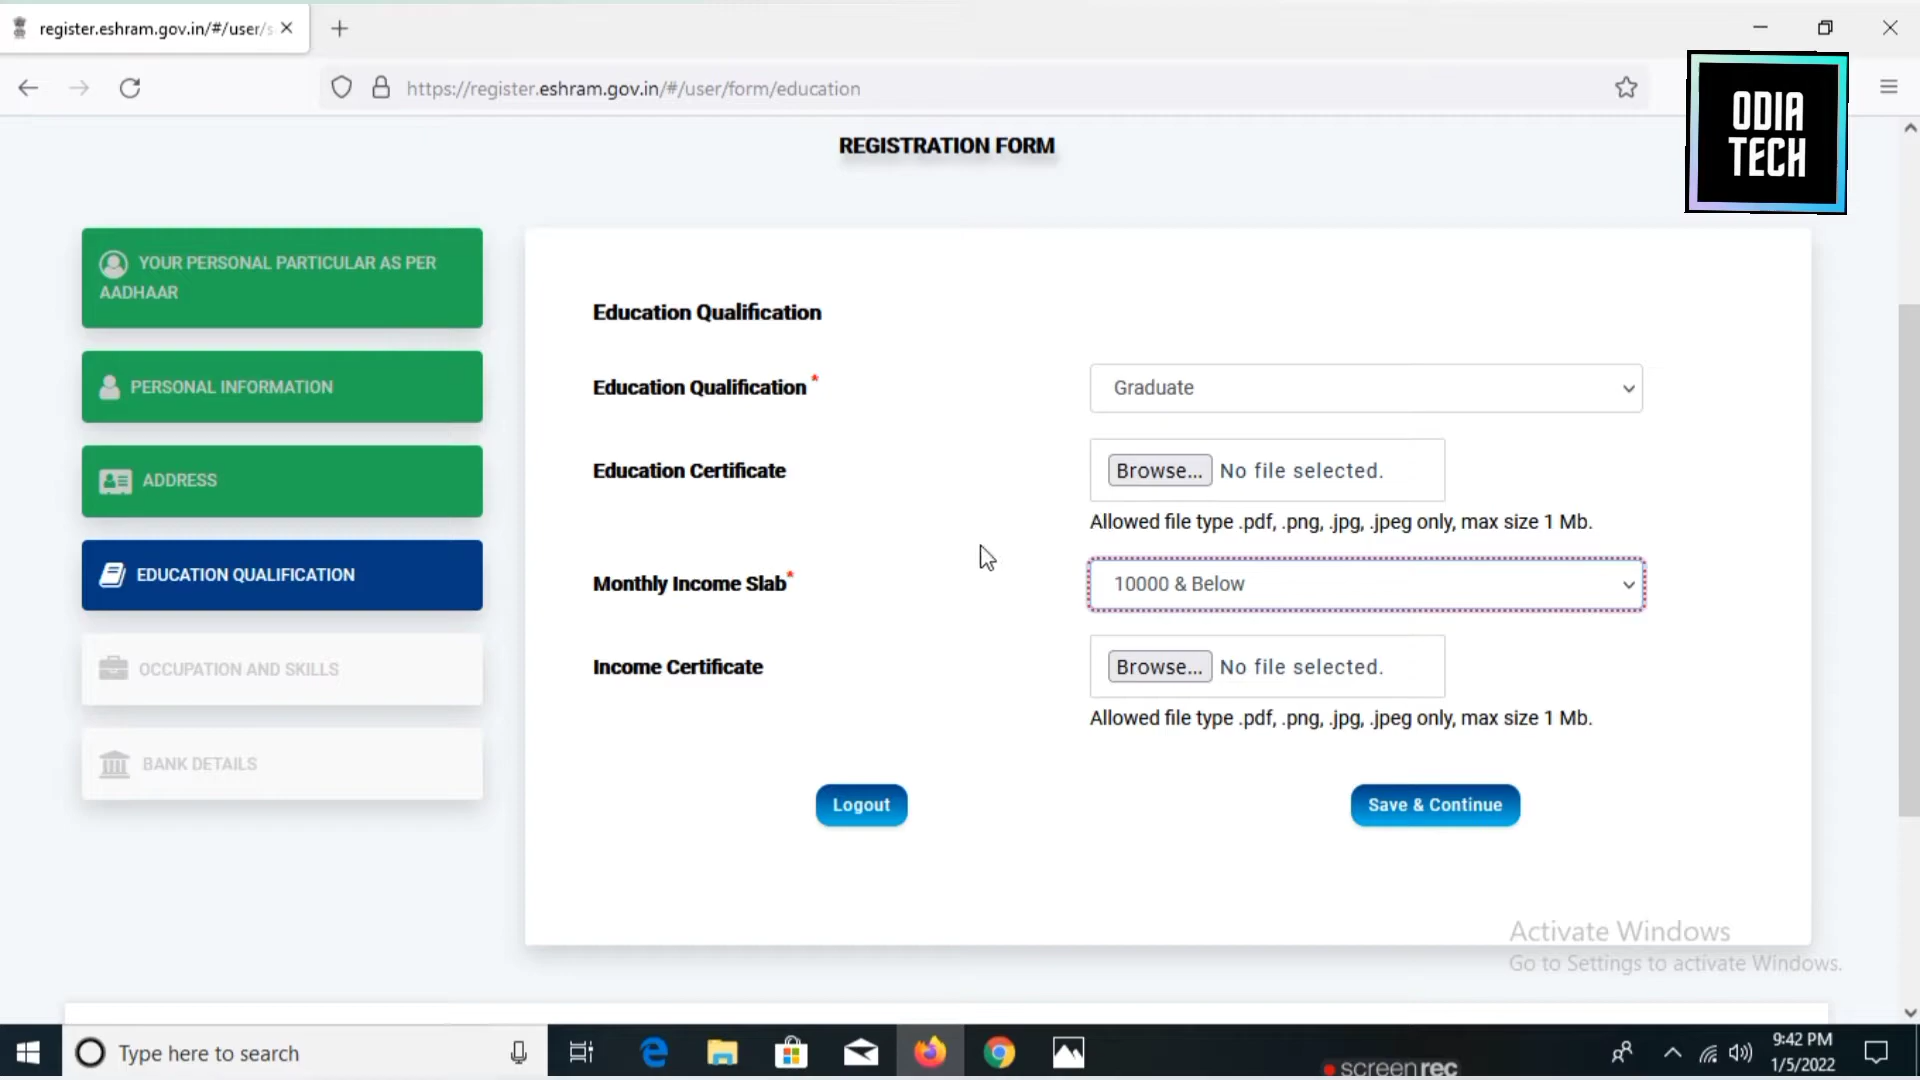 register.eshram.gov.in/#/user/s
https://register.eshram.gov.in/#/user/form/education
ODIA
TECH
REGISTRATION FORM
YOUR PERSONAL PARTICULAR AS PER
AADHAAR
PERSONAL INFORMATION
ADDRESS
EDUCATION QUALIFICATION
OCCUPATION AND SKILLS
BANK DETAILS
Education Qualification
Education Qualification *
Graduate
Education Certificate
Browse... No file selected.
Allowed file type .pdf, .png, .jpg, .jpeg only, max size 1 Mb.
Monthly Income Slab*
10000 & Below
Income Certificate
Browse... No file selected.
Allowed file type .pdf, .png, .jpg, .jpeg only, max size 1 Mb.
Logout
Save & Continue
Activate Windows
Go to Settings to activate Windows.
Type here to search
screenrec
9:42 PM
1/5/2022